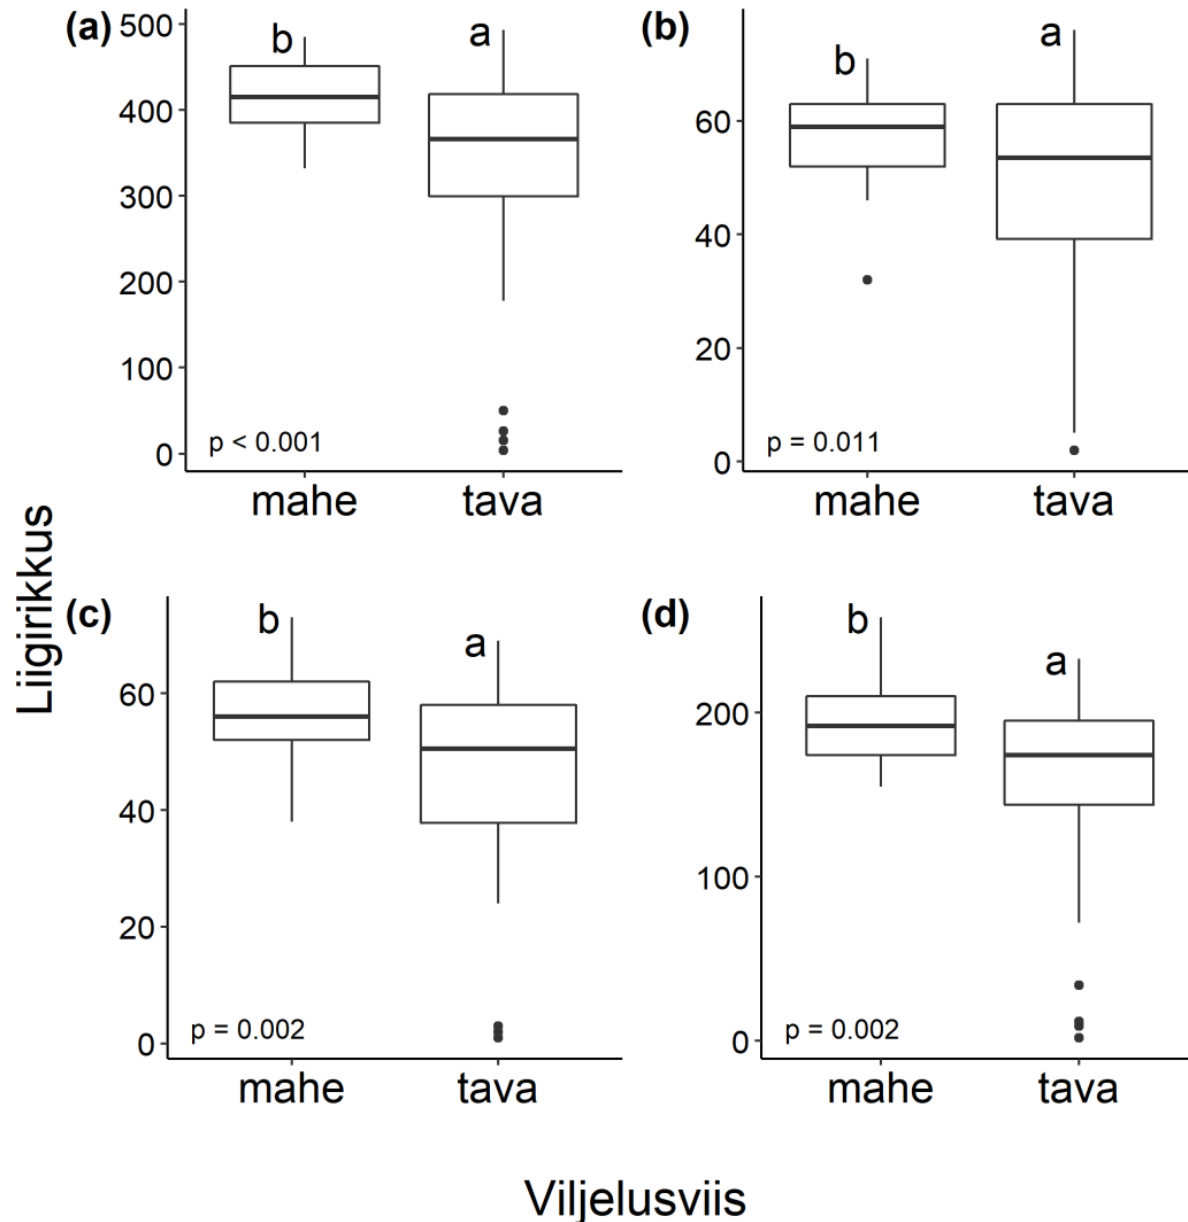 (a)
b
a
500
400
300
200
100
0
p < 0.001
mahe tava
(b)
b
a
60
40
20
0
p = 0.011
mahe tava
Liigirikkus
(c)
b
a
60
40
20
0
p = 0.002
mahe tava
(d)
b
a
200
100
0
p = 0.002
mahe tava
Viljelusviis